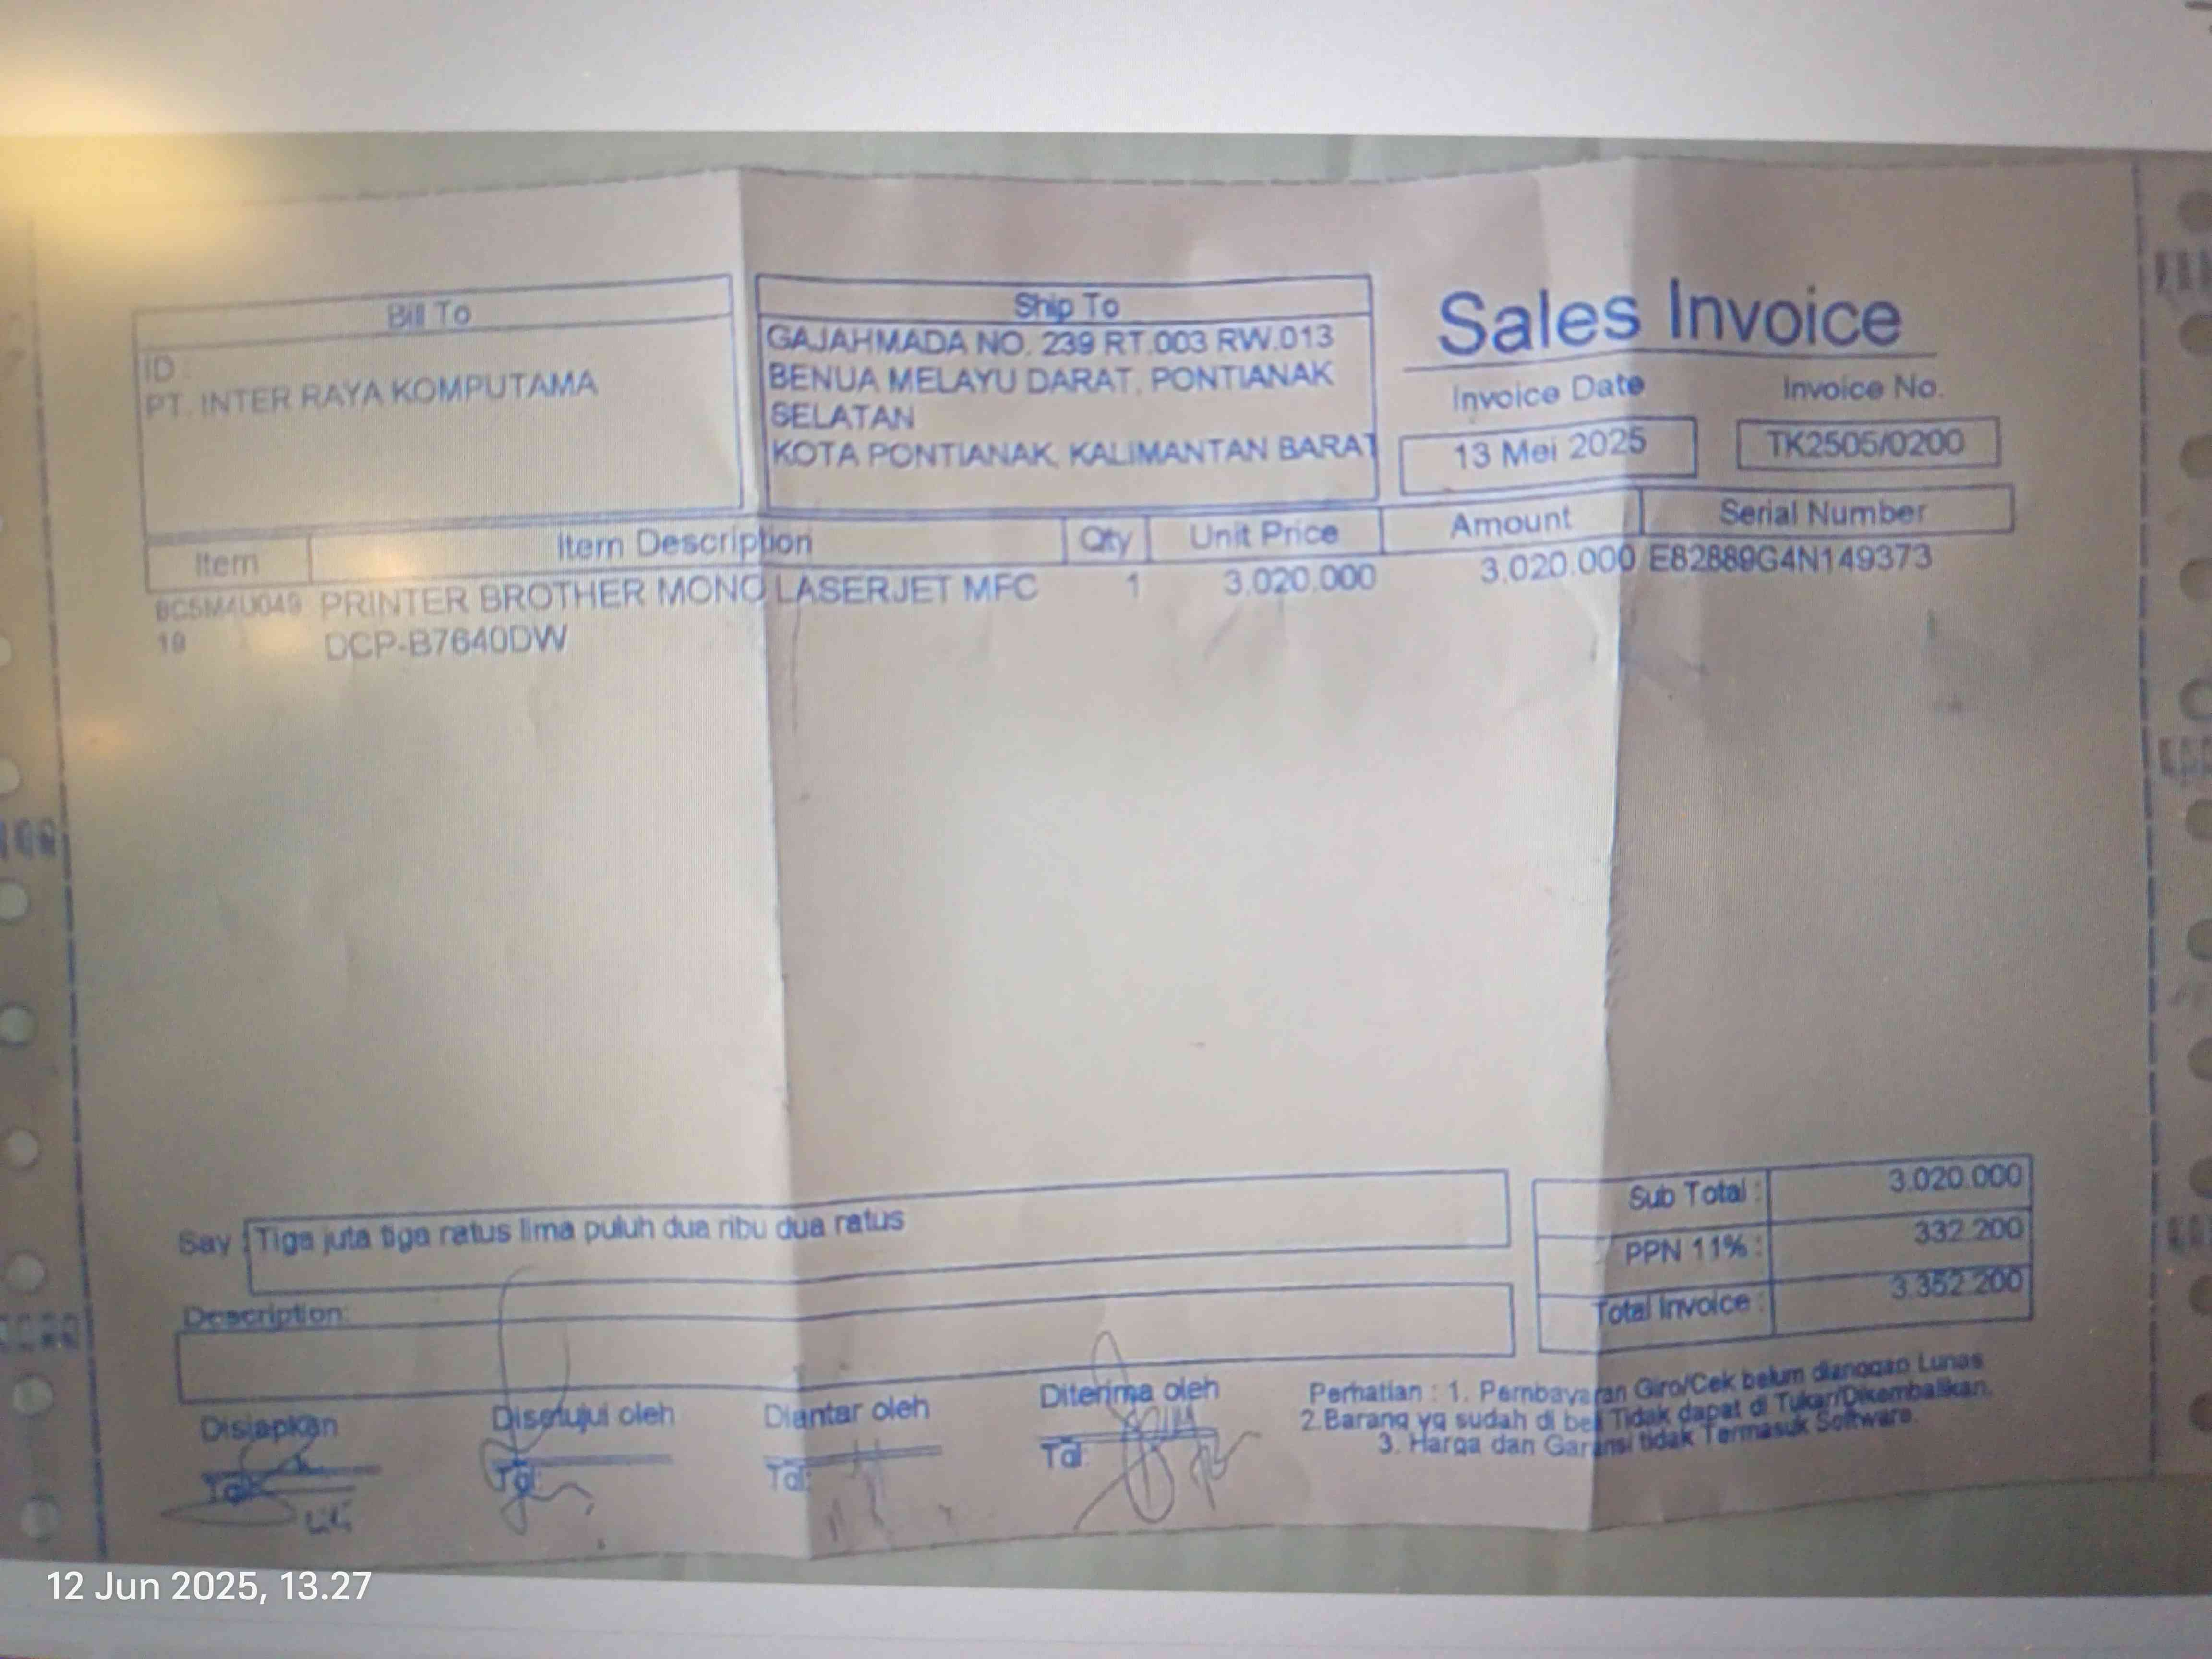 Sales Invoice
Bill To
ID :
PT. INTER RAYA KOMPUTAMA
Ship To
GAJAHMADA NO. 239 RT.003 RW.013
BENUA MELAYU DARAT, PONTIANAK
SELATAN
KOTA PONTIANAK, KALIMANTAN BARAT
Invoice Date
13 Mei 2025
Invoice No.
TK2505/0200
Item Item Description Qty Unit Price Amount Serial Number
8C5M4U049 PRINTER BROTHER MONO LASERJET MFC 1 3.020.000 3.020.000 E82889G4N149373
19 DCP-B7640DW
Say : Tiga juta tiga ratus lima puluh dua ribu dua ratus
Sub Total : 3.020.000
PPN 11% : 332.200
Total Invoice : 3.352.200
Description:
Disiapkan Disetujui oleh Diantar oleh Diterima oleh
Tgl: Tgl: Tgl: Tgl:
Perhatian : 1. Pembayaran Giro/Cek belum dianggap Lunas
2.Barang yg sudah di beli Tidak dapat di Tukar/Dikembalikan.
3. Harga dan Garansi tidak Termasuk Software.
12 Jun 2025, 13.27